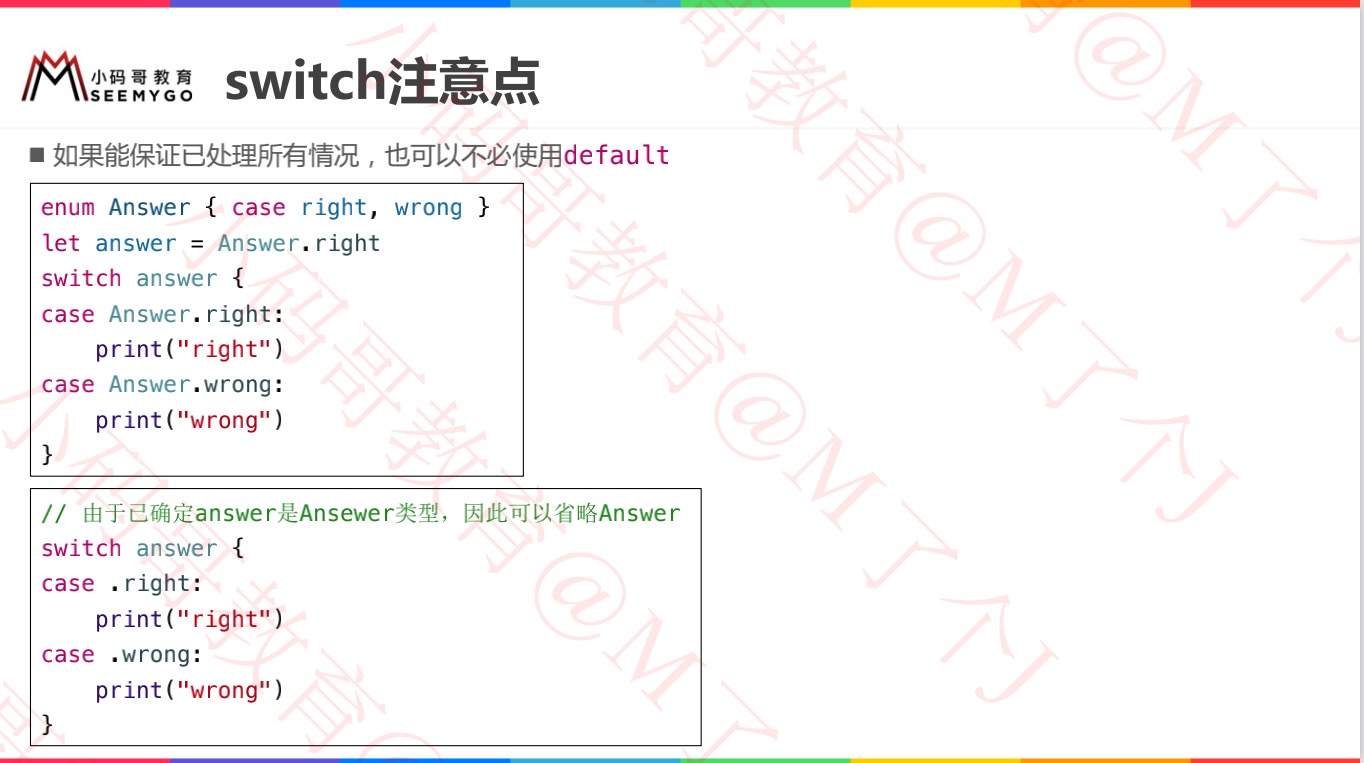 小码哥教育
SEEMYGO
switch注意点
■ 如果能保证已处理所有情况，也可以不必使用default
enum Answer { case right, wrong }
let answer = Answer.right
switch answer {
case Answer.right:
    print("right")
case Answer.wrong:
    print("wrong")
}
// 由于已确定answer是Ansewer类型，因此可以省略Answer
switch answer {
case .right:
    print("right")
case .wrong:
    print("wrong")
}
小码哥教育@M了个J